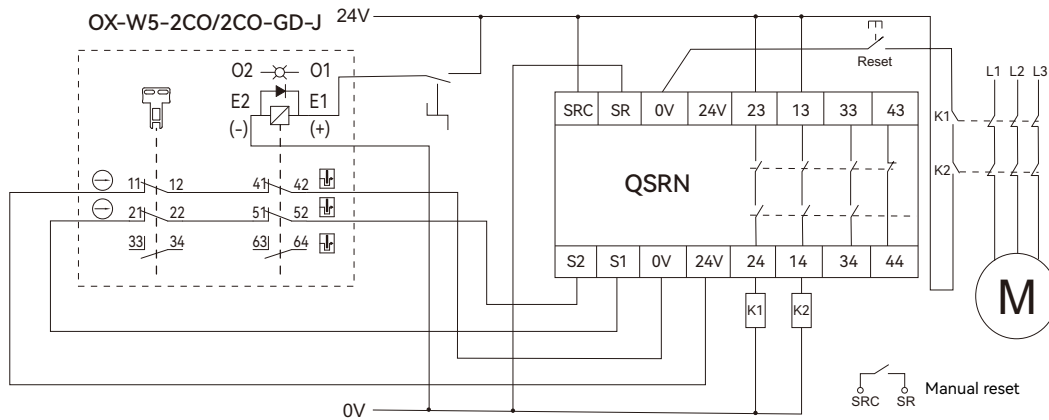 OX-W5-2CO/2CO-GD-J
24V
O2 O1
E2 E1
(-) (+)
11 12 41 42
21 22 51 52
33 34 63 64
Reset
SRC SR 0V 24V 23 13 33 43
QSRN
S2 S1 0V 24V 24 14 34 44
K1 K2
L1 L2 L3
K1
K2
M
SRC SR Manual reset
0V